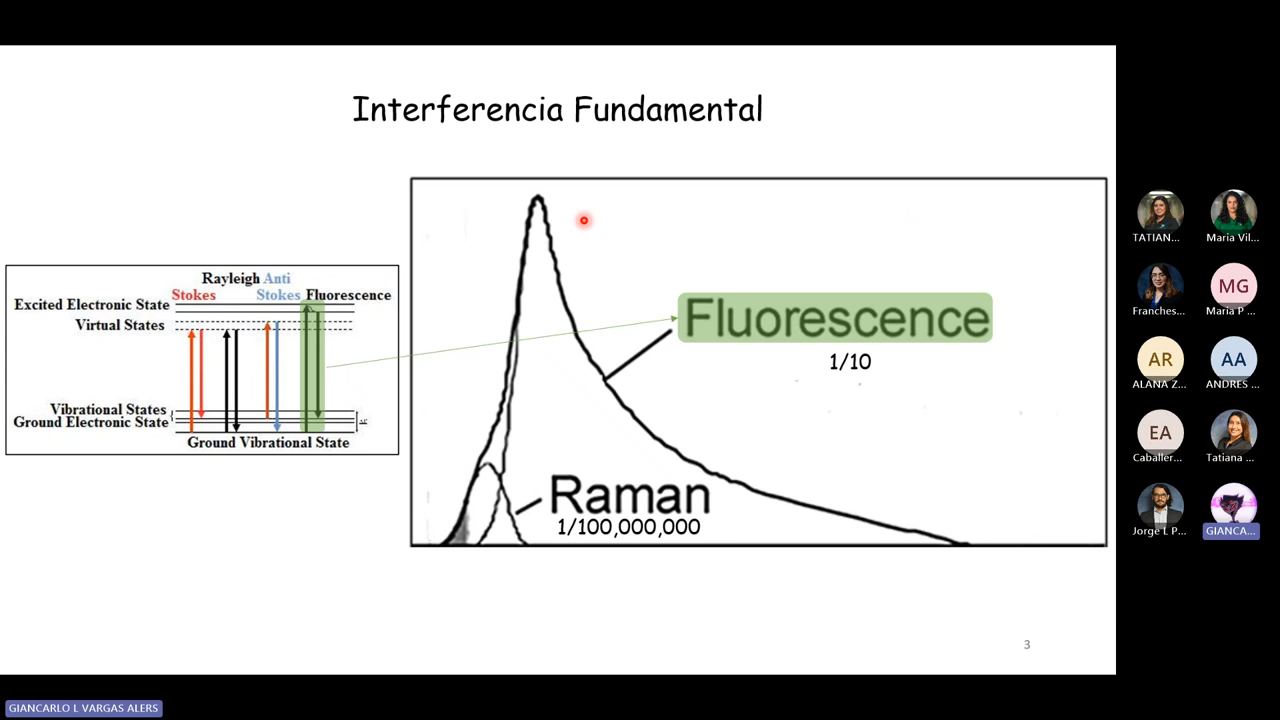 Interferencia Fundamental
Rayleigh Anti
Stokes Stokes Fluorescence
Excited Electronic State
Virtual States
Vibrational States
Ground Electronic State
Ground Vibrational State
Fluorescence
1/10
Raman
1/100,000,000
3
TATIAN...
Maria Vil...
Franches...
MG
Maria P ...
AR
ALANA Z...
AA
ANDRES ...
EA
Caballer...
Tatiana ...
Jorge L P...
GIANCA...
GIANCARLO L VARGAS ALERS